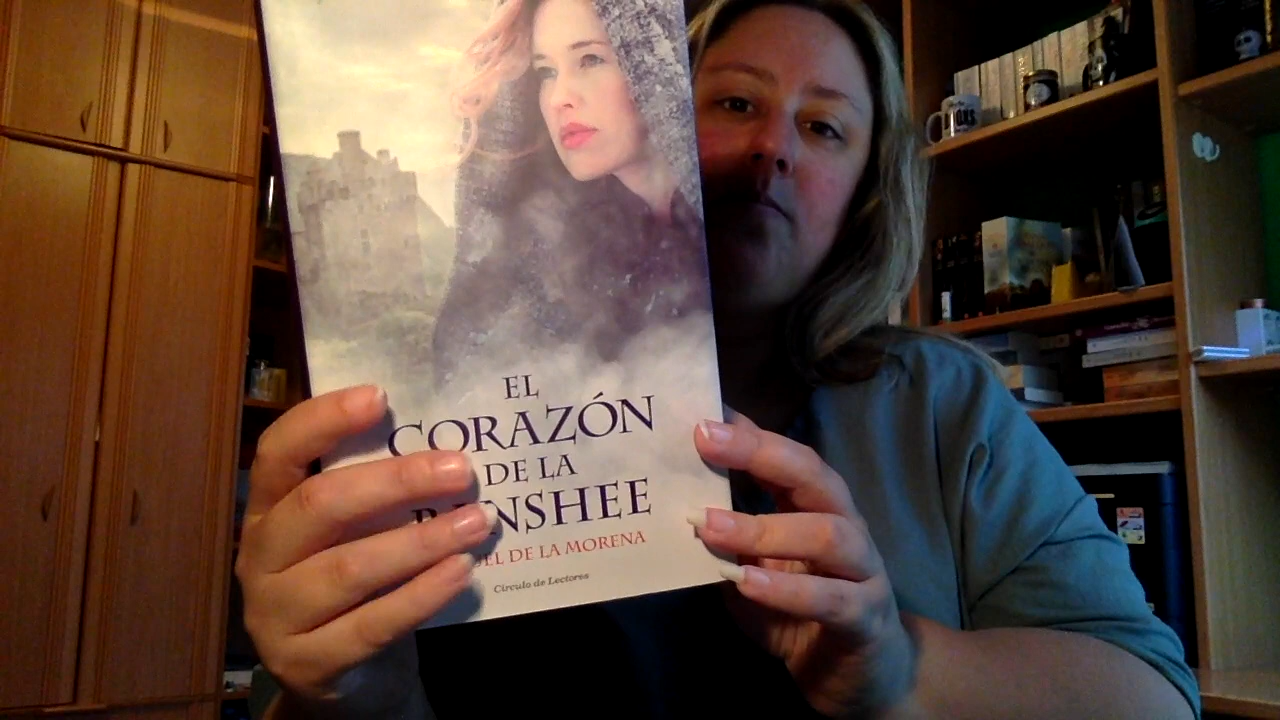 EL
CORAZÓN
DE LA
DE LA MORENA
Círculo de Lectores